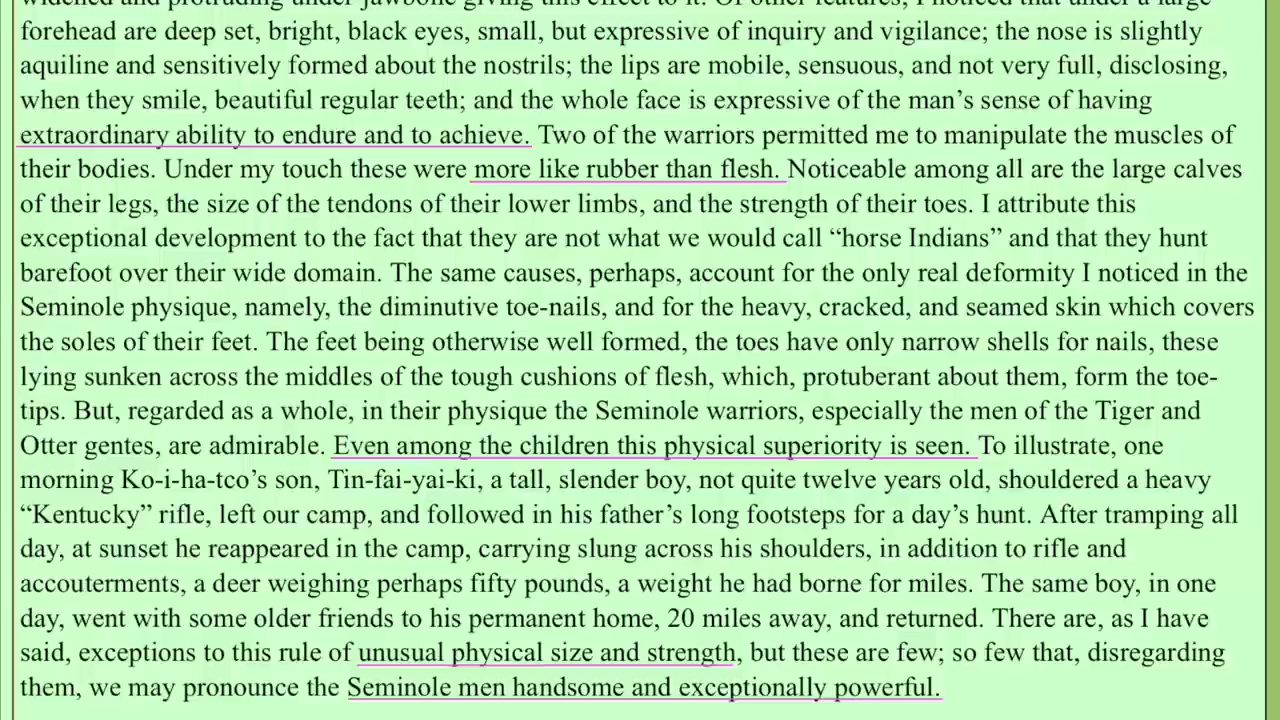 widened and protruding under jawbone giving this effect to it. Of other features, I noticed that under a large
forehead are deep set, bright, black eyes, small, but expressive of inquiry and vigilance; the nose is slightly
aquiline and sensitively formed about the nostrils; the lips are mobile, sensuous, and not very full, disclosing,
when they smile, beautiful regular teeth; and the whole face is expressive of the man’s sense of having
extraordinary ability to endure and to achieve. Two of the warriors permitted me to manipulate the muscles of
their bodies. Under my touch these were more like rubber than flesh. Noticeable among all are the large calves
of their legs, the size of the tendons of their lower limbs, and the strength of their toes. I attribute this
exceptional development to the fact that they are not what we would call “horse Indians” and that they hunt
barefoot over their wide domain. The same causes, perhaps, account for the only real deformity I noticed in the
Seminole physique, namely, the diminutive toe-nails, and for the heavy, cracked, and seamed skin which covers
the soles of their feet. The feet being otherwise well formed, the toes have only narrow shells for nails, these
lying sunken across the middles of the tough cushions of flesh, which, protuberant about them, form the toe-
tips. But, regarded as a whole, in their physique the Seminole warriors, especially the men of the Tiger and
Otter gentes, are admirable. Even among the children this physical superiority is seen. To illustrate, one
morning Ko-i-ha-tco’s son, Tin-fai-yai-ki, a tall, slender boy, not quite twelve years old, shouldered a heavy
“Kentucky” rifle, left our camp, and followed in his father’s long footsteps for a day’s hunt. After tramping all
day, at sunset he reappeared in the camp, carrying slung across his shoulders, in addition to rifle and
accouterments, a deer weighing perhaps fifty pounds, a weight he had borne for miles. The same boy, in one
day, went with some older friends to his permanent home, 20 miles away, and returned. There are, as I have
said, exceptions to this rule of unusual physical size and strength, but these are few; so few that, disregarding
them, we may pronounce the Seminole men handsome and exceptionally powerful.